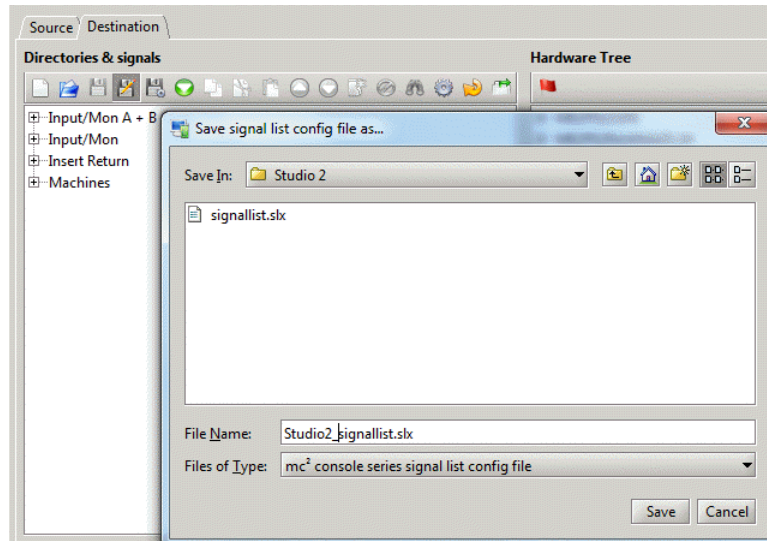 Source Destination
Directories & signals Hardware Tree
Input/Mon A + B
Input/Mon
Insert Return
Machines
Save signal list config file as...
Save In: Studio 2
signallist.slx
File Name: Studio2_signallist.slx
Files of Type: mc² console series signal list config file
Save Cancel